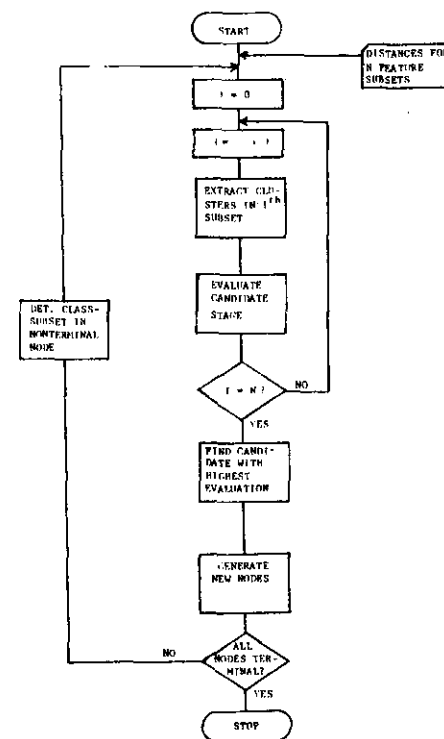 START
DISTANCES FOR
N FEATURE
SUBSETS
I = 0
EXTRACT CLU-
STERS IN Ith
SUBSET
EVALUATE
CANDIDATE
STAGE
DET. CLASS-
SUBSET IN
NONTERMINAL
NODE
I = N?
NO
YES
FIND CANDI-
DATE WITH
HIGHEST
EVALUATION
GENERATE
NEW NODES
ALL
NODES TER-
MINAL?
NO
YES
STOP